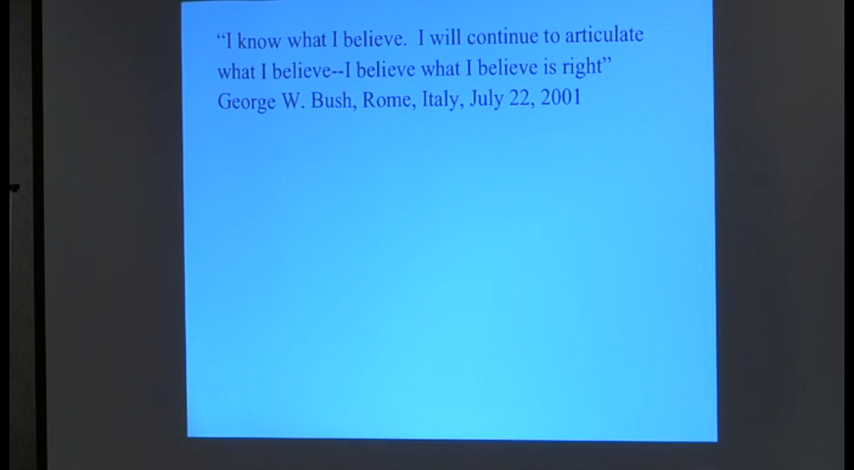 “I know what I believe.  I will continue to articulate
what I believe--I believe what I believe is right”
George W. Bush, Rome, Italy, July 22, 2001